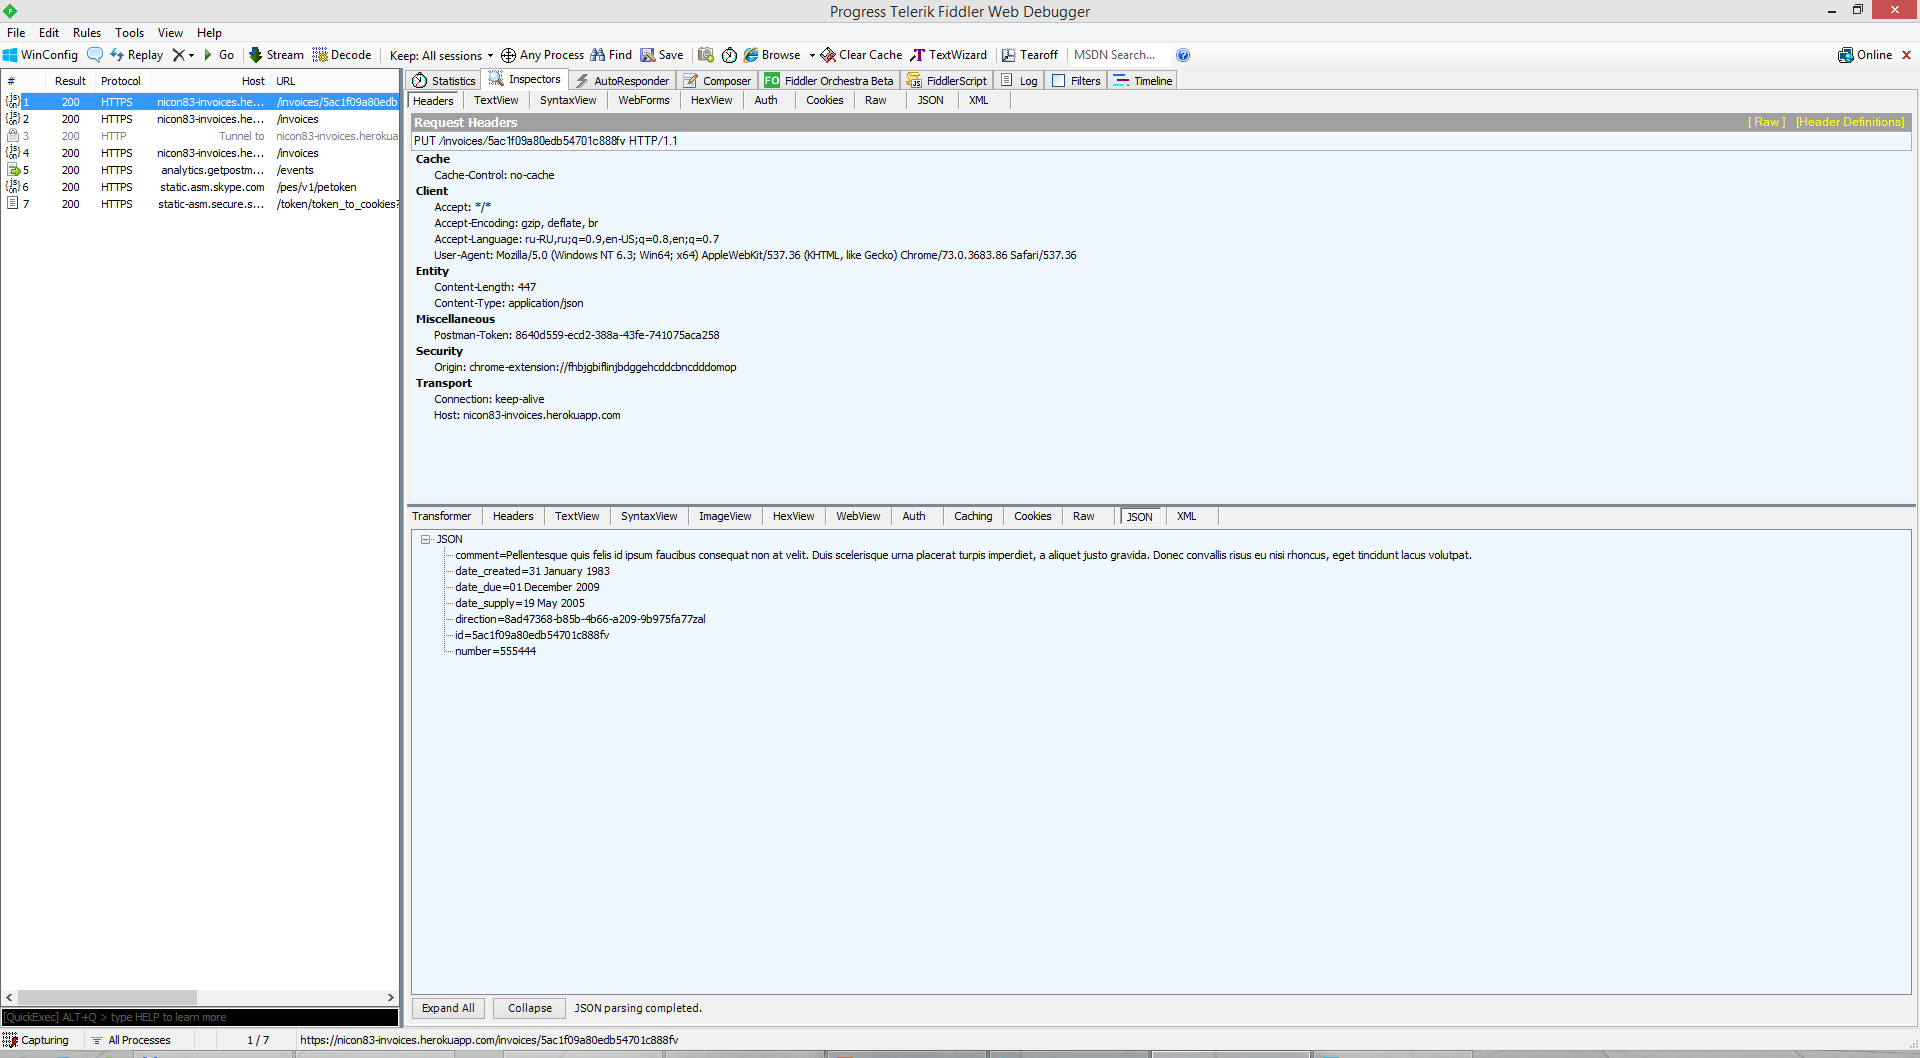 Progress Telerik Fiddler Web Debugger
File Edit Rules Tools View Help
WinConfig Replay Go Stream Decode Keep: All sessions Any Process Find Save Browse Clear Cache TextWizard Tearoff MSDN Search... Online
# Result Protocol Host URL
1 200 HTTPS nicon83-invoices.he... /invoices/5ac1f09a80edb
2 200 HTTPS nicon83-invoices.he... /invoices
3 200 HTTP Tunnel to nicon83-invoices.herokua
4 200 HTTPS nicon83-invoices.he... /invoices
5 200 HTTPS analytics.getpostm... /events
6 200 HTTPS static.asm.skype.com /pes/v1/petoken
7 200 HTTPS static-asm.secure.s... /token/token_to_cookies?
Statistics Inspectors AutoResponder Composer FO Fiddler Orchestra Beta FiddlerScript Log Filters Timeline
Headers TextView SyntaxView WebForms HexView Auth Cookies Raw JSON XML
Request Headers [ Raw ] [Header Definitions]
PUT /invoices/5ac1f09a80edb54701c888fv HTTP/1.1
Cache
Cache-Control: no-cache
Client
Accept: */*
Accept-Encoding: gzip, deflate, br
Accept-Language: ru-RU,ru;q=0.9,en-US;q=0.8,en;q=0.7
User-Agent: Mozilla/5.0 (Windows NT 6.3; Win64; x64) AppleWebKit/537.36 (KHTML, like Gecko) Chrome/73.0.3683.86 Safari/537.36
Entity
Content-Length: 447
Content-Type: application/json
Miscellaneous
Postman-Token: 8640d559-ecd2-388a-43fe-741075aca258
Security
Origin: chrome-extension://fhbjgbiflinjbdggehcddcbncdddomop
Transport
Connection: keep-alive
Host: nicon83-invoices.herokuapp.com
Transformer Headers TextView SyntaxView ImageView HexView WebView Auth Caching Cookies Raw JSON XML
JSON
comment=Pellentesque quis felis id ipsum faucibus consequat non at velit. Duis scelerisque urna placerat turpis imperdiet, a aliquet justo gravida. Donec convallis risus eu nisi rhoncus, eget tincidunt lacus volutpat.
date_created=31 January 1983
date_due=01 December 2009
date_supply=19 May 2005
direction=8ad47368-b85b-4b66-a209-9b975fa77zal
id=5ac1f09a80edb54701c888fv
number=555444
Expand All Collapse JSON parsing completed.
[QuickExec] ALT+Q > type HELP to learn more
Capturing All Processes 1 / 7 https://nicon83-invoices.herokuapp.com/invoices/5ac1f09a80edb54701c888fv